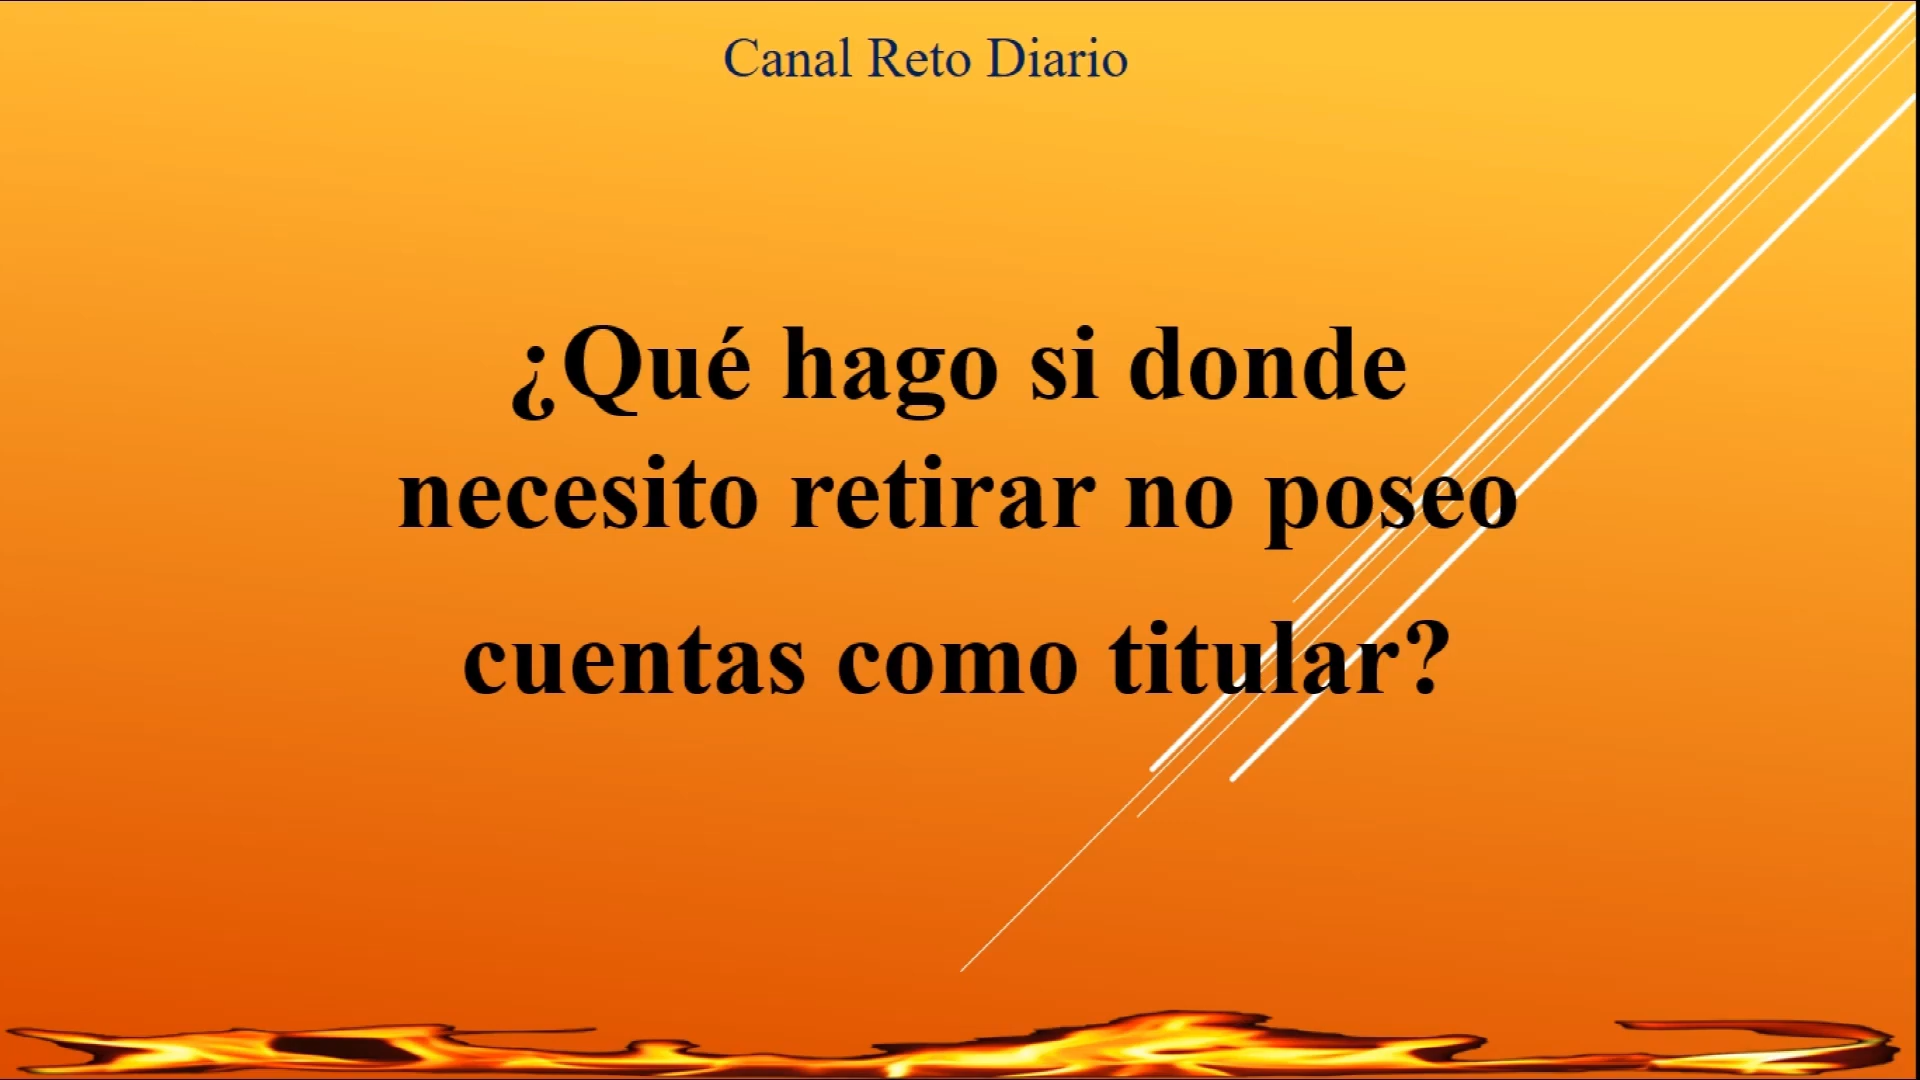 Canal Reto Diario
¿Qué hago si donde
necesito retirar no poseo
cuentas como titular?